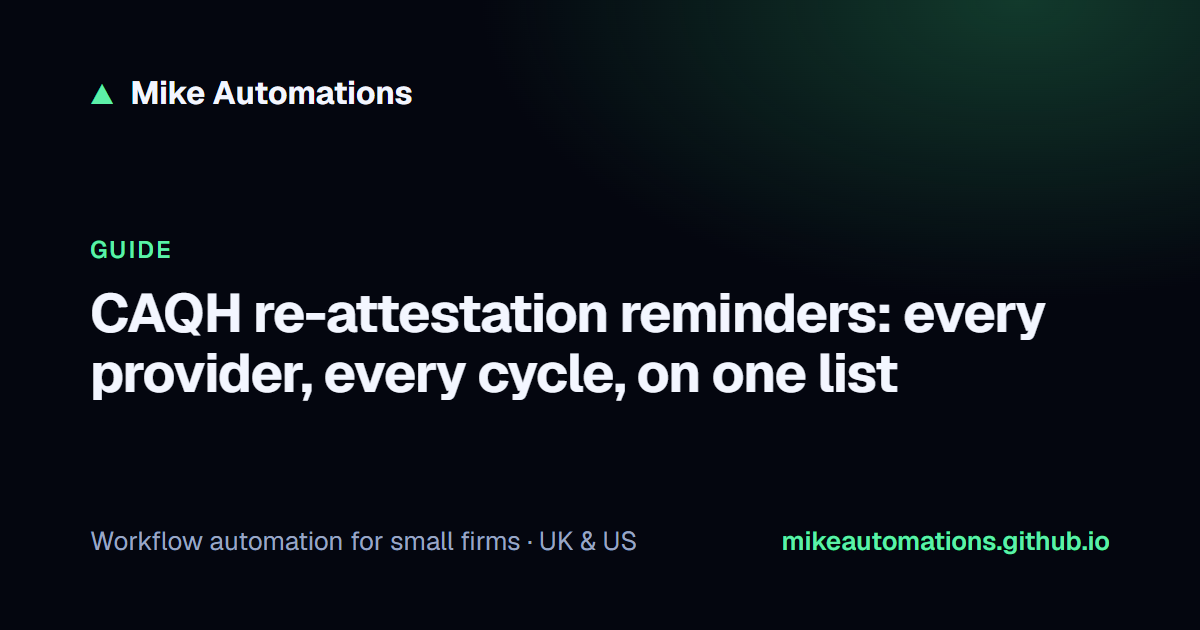 Mike Automations
GUIDE
CAQH re-attestation reminders: every
provider, every cycle, on one list
Workflow automation for small firms · UK & US
mikeautomations.github.io